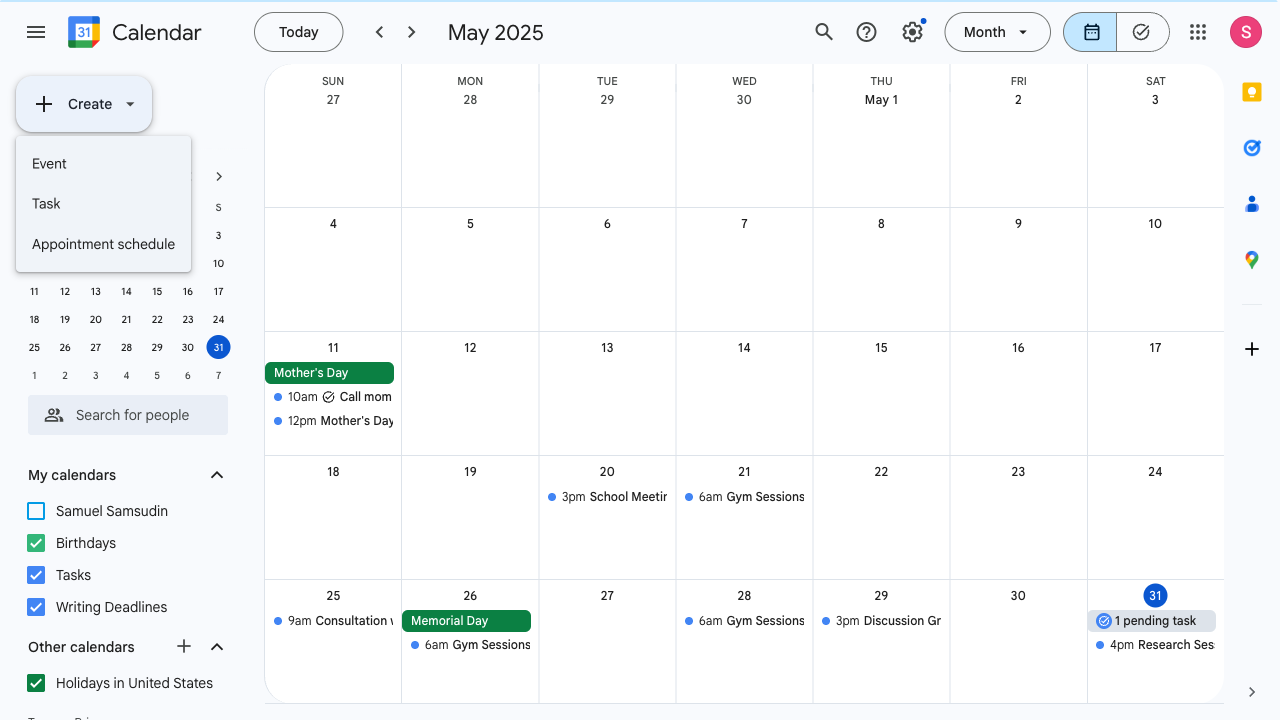 31 Calendar Today May 2025 Month S
Create
Event
Task
Appointment schedule
S
3
10
11 12 13 14 15 16 17
18 19 20 21 22 23 24
25 26 27 28 29 30 31
1 2 3 4 5 6 7
Search for people
My calendars
Samuel Samsudin
Birthdays
Tasks
Writing Deadlines
Other calendars
Holidays in United States
SUN MON TUE WED THU FRI SAT
27 28 29 30 May 1 2 3
4 5 6 7 8 9 10
11 12 13 14 15 16 17
Mother's Day
10am Call mom
12pm Mother's Day
18 19 20 21 22 23 24
3pm School Meetin 6am Gym Sessions
25 26 27 28 29 30 31
9am Consultation Memorial Day 6am Gym Sessions 3pm Discussion Gr 1 pending task
6am Gym Sessions 4pm Research Ses